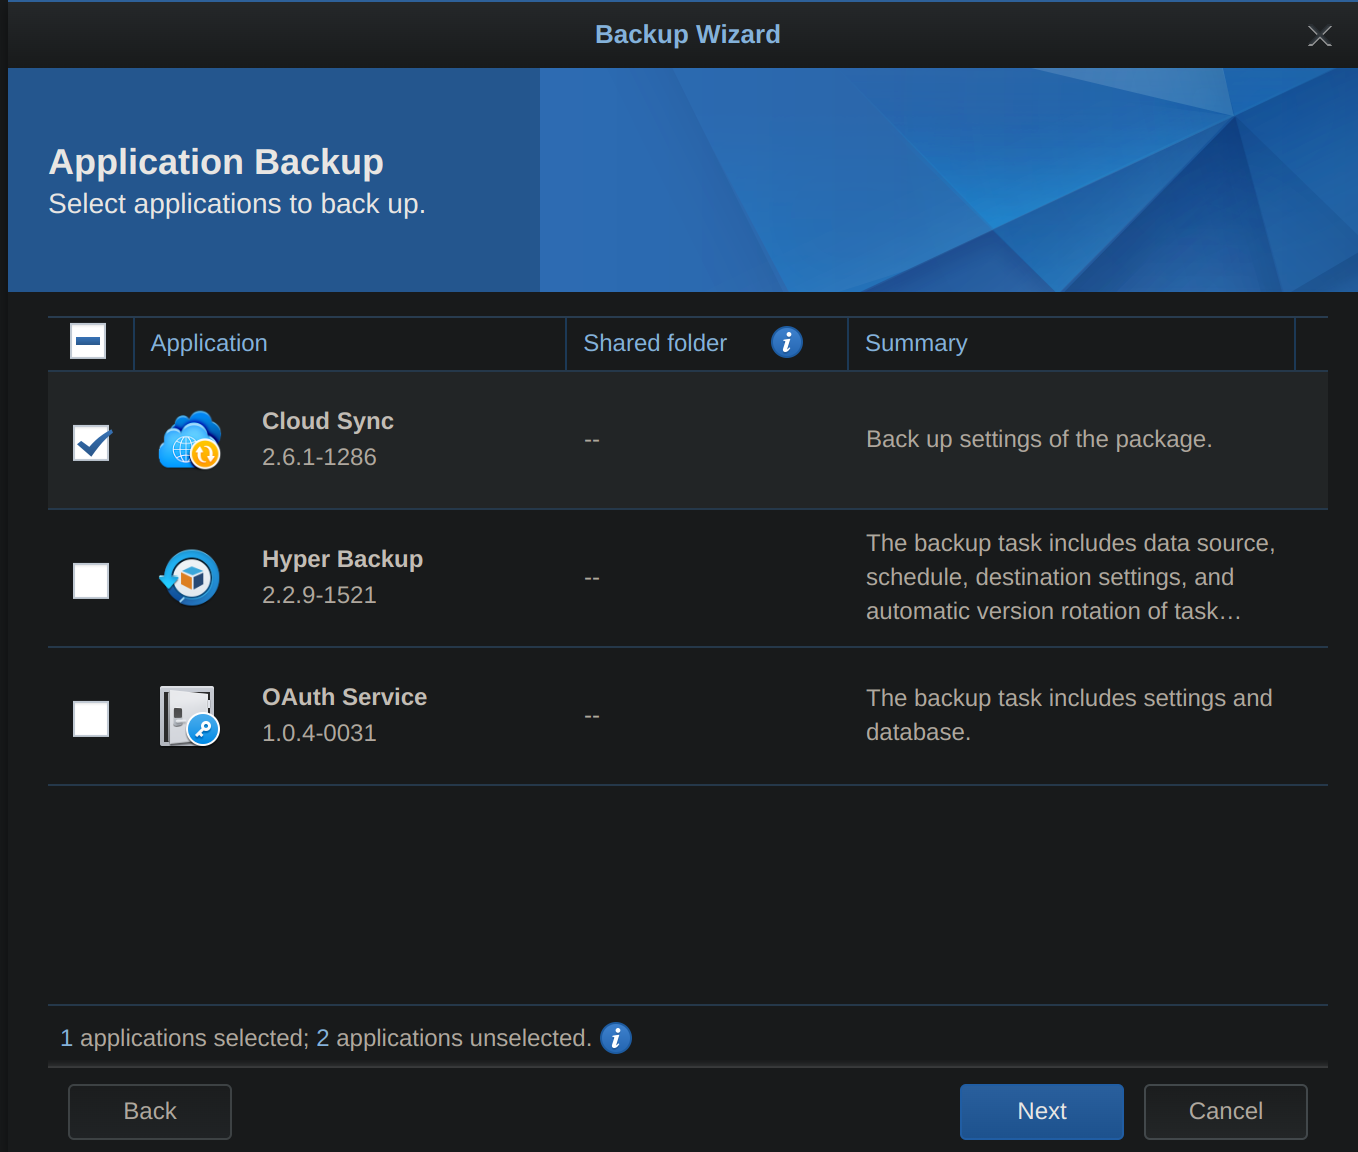 Backup Wizard
Application Backup
Select applications to back up.
Application
Shared folder
Summary
Cloud Sync
2.6.1-1286
--
Back up settings of the package.
Hyper Backup
2.2.9-1521
--
The backup task includes data source,
schedule, destination settings, and
automatic version rotation of task…
OAuth Service
1.0.4-0031
--
The backup task includes settings and
database.
1 applications selected; 2 applications unselected.
Back
Next
Cancel